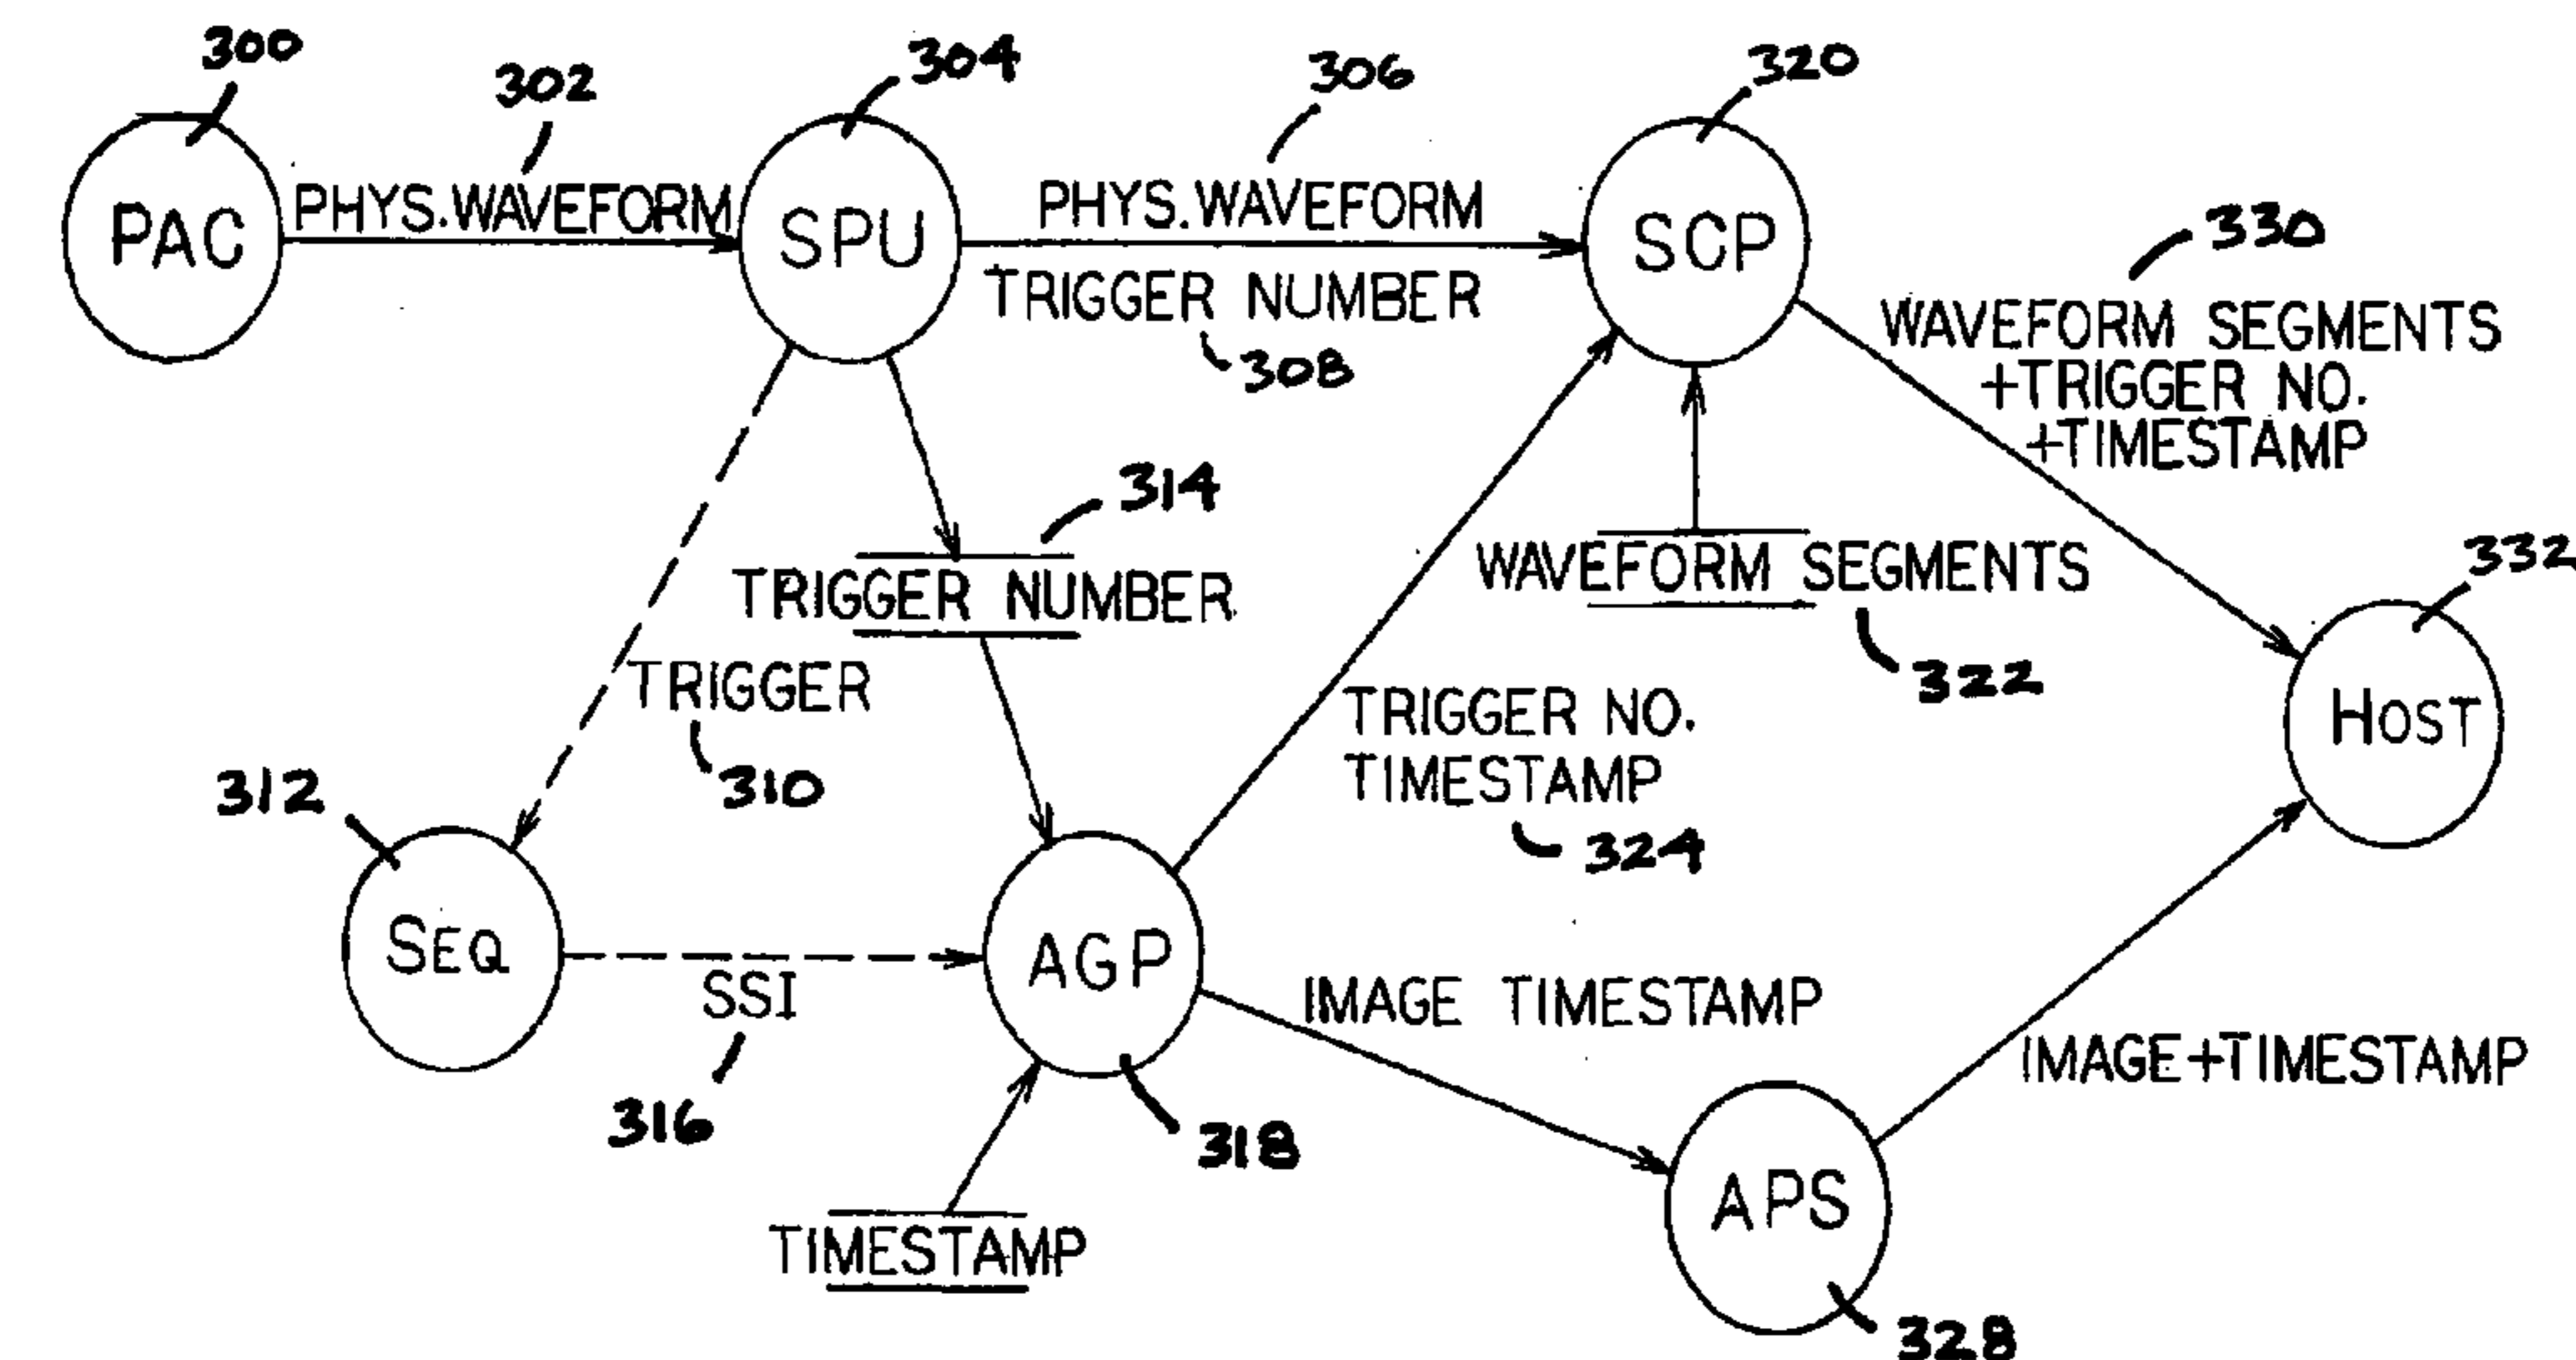 300
302
304
306
320
PAC
PHYS.WAVEFORM
SPU
PHYS.WAVEFORM
TRIGGER NUMBER
308
SCP
330
WAVEFORM SEGMENTS
+TRIGGER NO.
+TIMESTAMP
314
TRIGGER NUMBER
WAVEFORM SEGMENTS
322
332
HOST
TRIGGER
310
TRIGGER NO.
TIMESTAMP
324
312
SEQ
SSI
316
AGP
318
IMAGE TIMESTAMP
IMAGE+TIMESTAMP
TIMESTAMP
APS
328